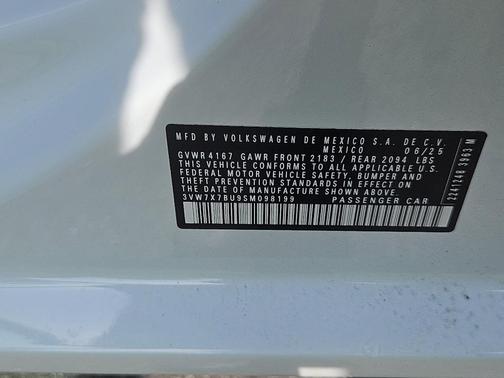 MFD BY VOLKSWAGEN DE MEXICO S.A. DE C.V.
MEXICO 06/25
GVWR 4167 GAWR FRONT 2183 / REAR 2094 LBS
THIS VEHICLE CONFORMS TO ALL APPLICABLE U.S.
FEDERAL MOTOR VEHICLE SAFETY, BUMPER AND
THEFT PREVENTION STANDARDS IN EFFECT ON THE
DATE OF MANUFACTURE SHOWN ABOVE.
3VW7X7BU9SM098199 PASSENGER CAR
2241248 3963 M